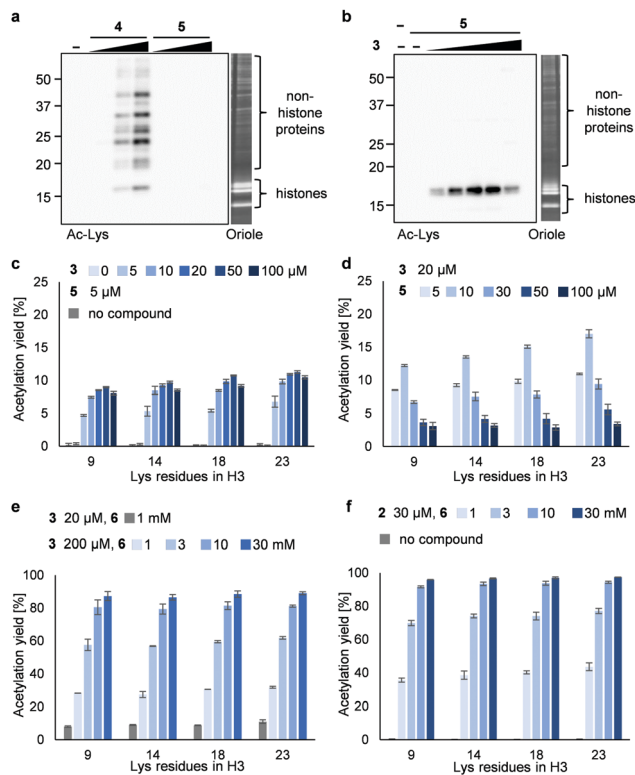 a
4 5
–
50
37
25
20
15
non-
histone
proteins
histones
Ac-Lys Oriole
b
– 5
3 – –
50
37
25
20
15
non-
histone
proteins
histones
Ac-Lys Oriole
c
3 0 5 10 20 50 100 µM
5 5 µM
no compound
Acetylation yield [%]
25
20
15
10
5
0
9 14 18 23
Lys residues in H3
d
3 20 µM
5 5 10 30 50 100 µM
Acetylation yield [%]
25
20
15
10
5
0
9 14 18 23
Lys residues in H3
e
3 20 µM, 6 1 mM
3 200 µM, 6 1 3 10 30 mM
Acetylation yield [%]
100
80
60
40
20
0
9 14 18 23
Lys residues in H3
f
2 30 µM, 6 1 3 10 30 mM
no compound
Acetylation yield [%]
100
80
60
40
20
0
9 14 18 23
Lys residues in H3